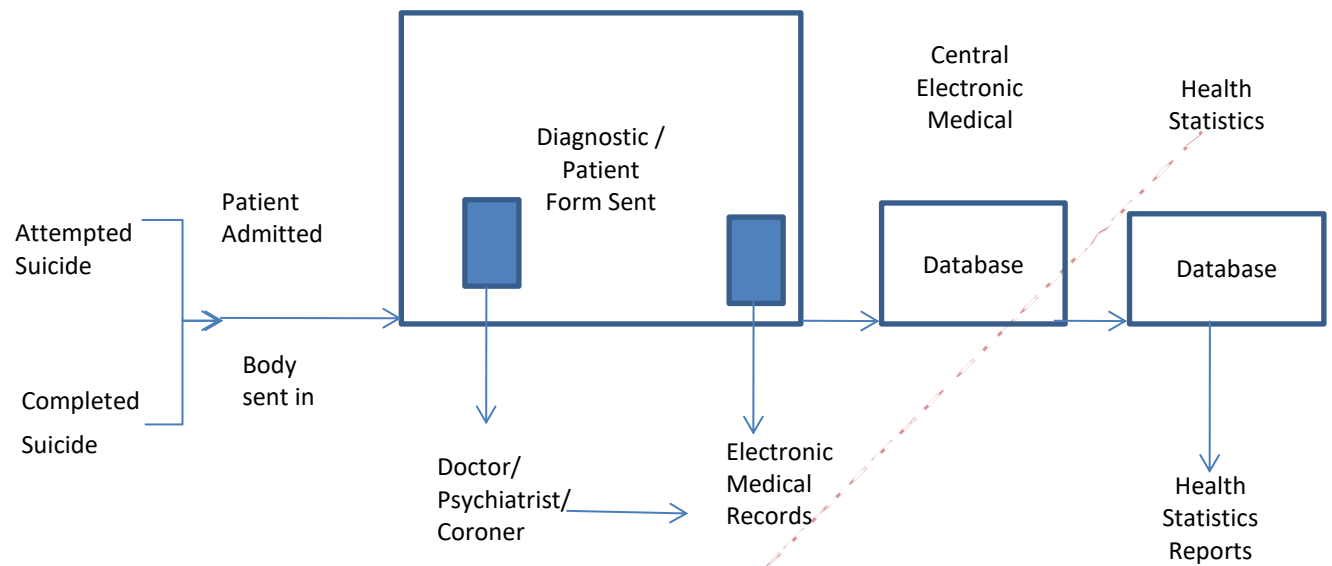 Attempted
Suicide
Completed
Suicide
Patient
Admitted
Body
sent in
Diagnostic /
Patient
Form Sent
Doctor/
Psychiatrist/
Coroner
Electronic
Medical
Records
Central
Electronic
Medical
Database
Health
Statistics
Database
Health
Statistics
Reports